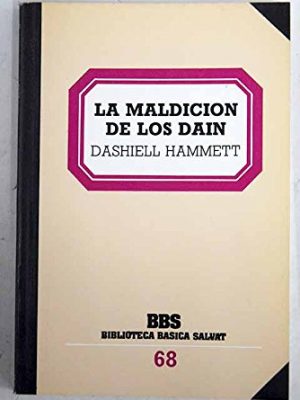 LA MALDICION
DE LOS DAIN
DASHIELL HAMMETT
BBS
BIBLIOTECA BASICA SALVAT
68